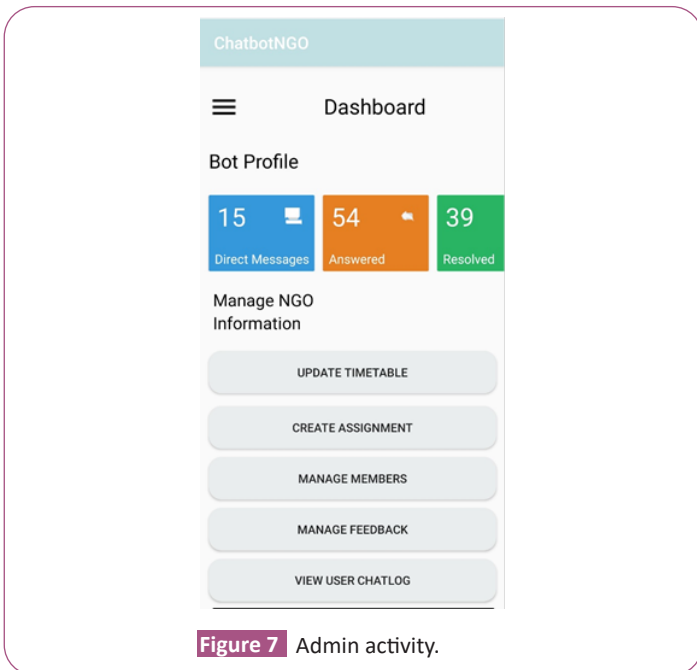 ChatbotNGO
Dashboard
Bot Profile
15 54 39
Direct Messages Answered Resolved
Manage NGO
Information
UPDATE TIMETABLE
CREATE ASSIGNMENT
MANAGE MEMBERS
MANAGE FEEDBACK
VIEW USER CHATLOG
Figure 7 Admin activity.